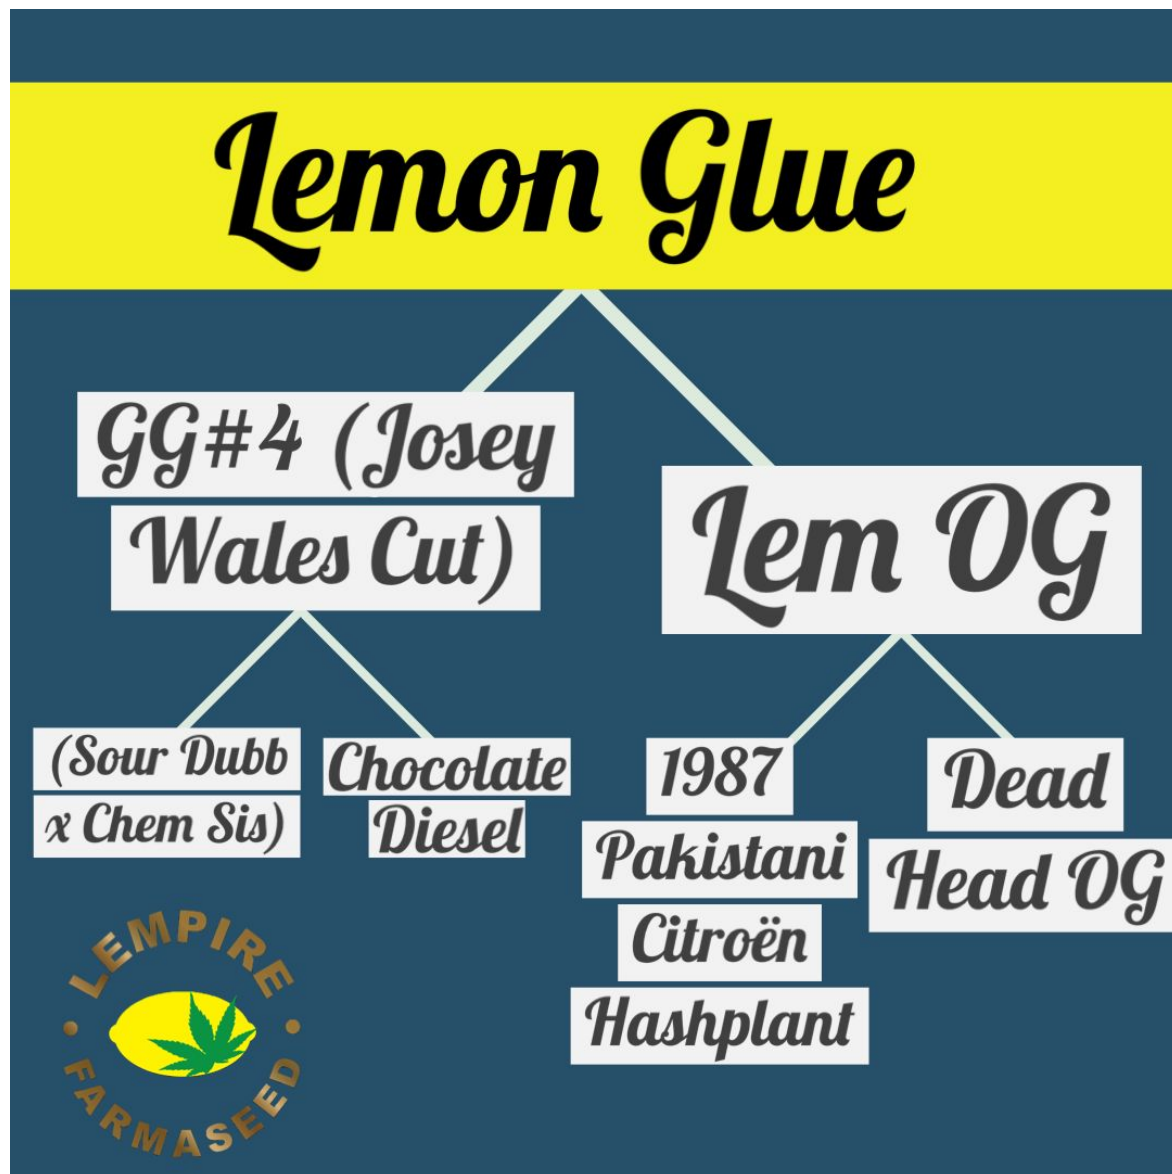 Lemon Glue
GG#4 (Josey
Wales Cut)
Lem OG
(Sour Dubb
x Chem Sis)
Chocolate
Diesel
1987
Pakistani
Citroën
Hashplant
Dead
Head OG
LEMPIRE
FARMASEED